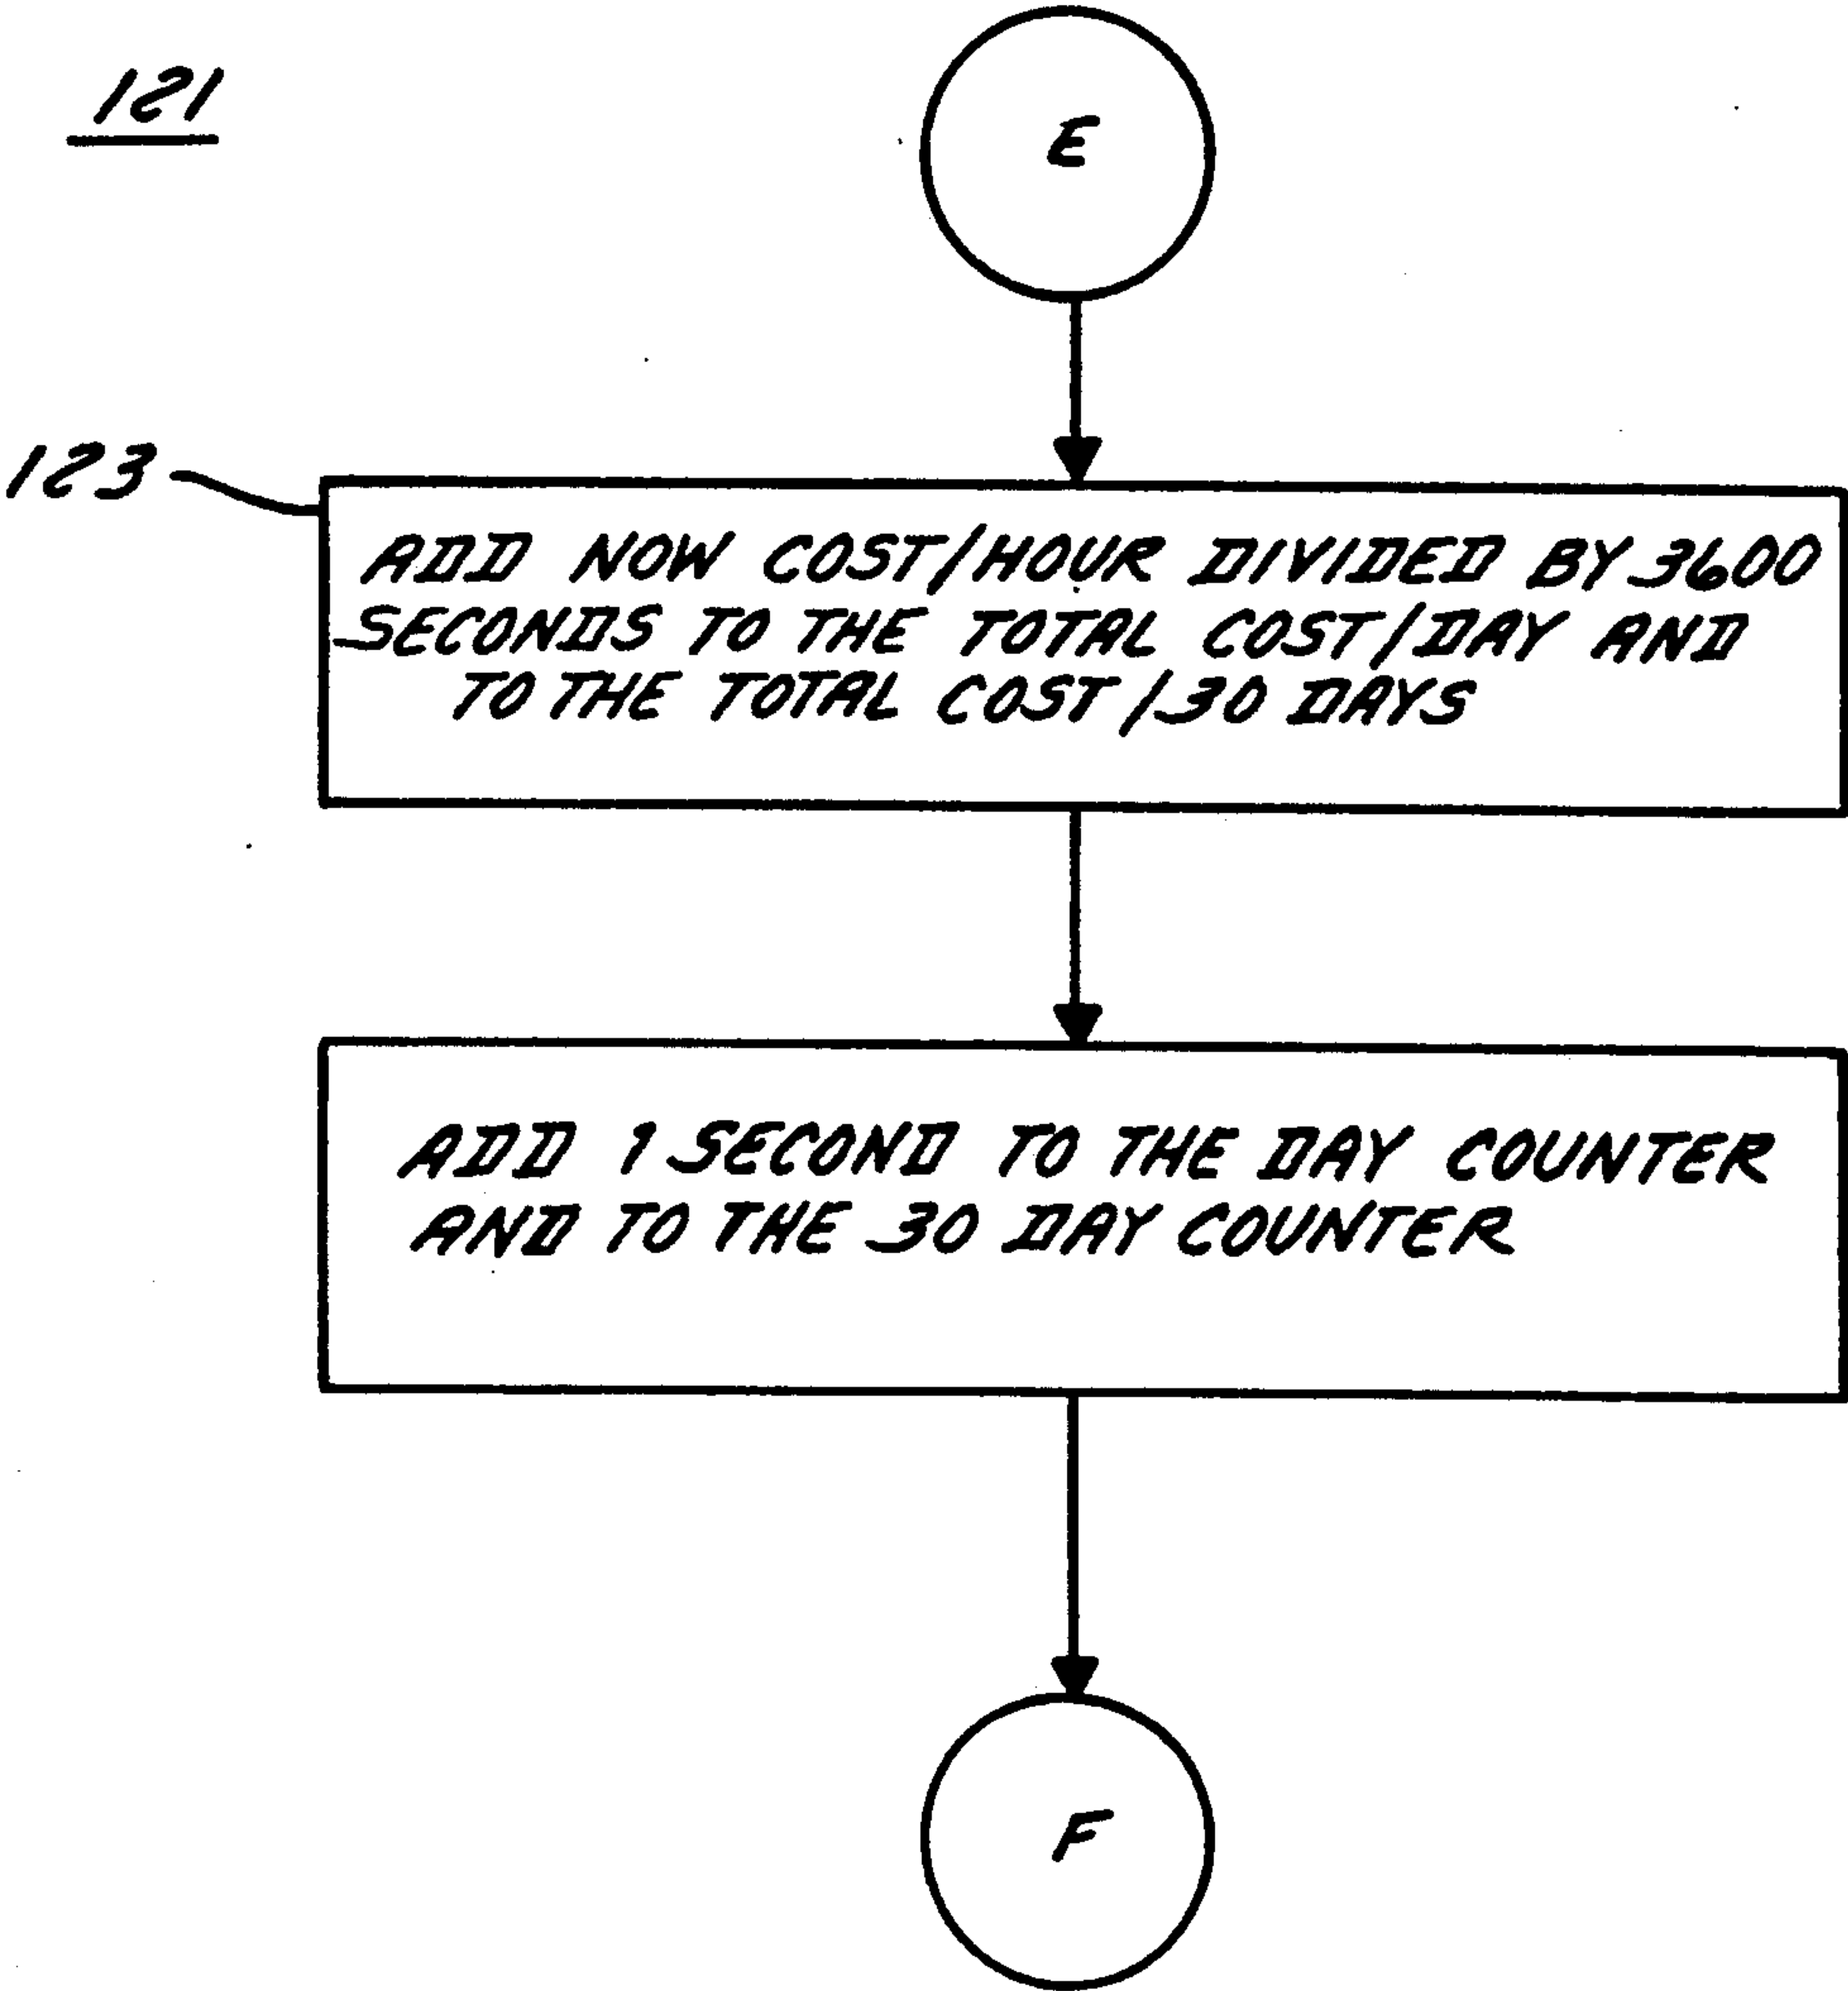 121
E
123
ADD NOW COST/HOUR DIVIDED BY 3600
SECONDS TO THE TOTAL COST/DAY AND
TO THE TOTAL COST/30 DAYS
ADD 1 SECOND TO THE DAY COUNTER
AND TO THE 30 DAY COUNTER
F